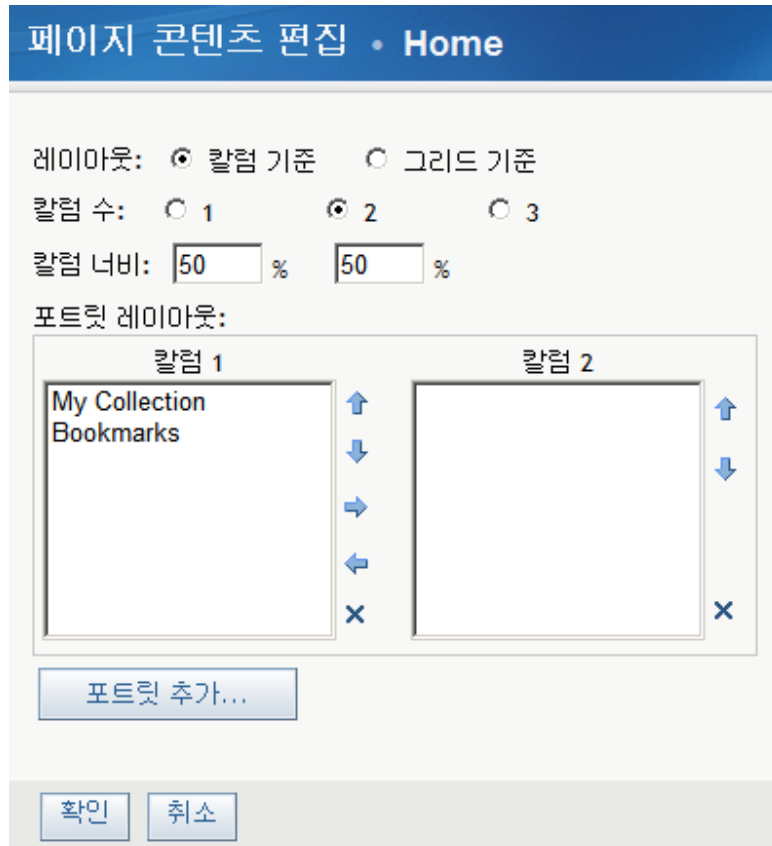 페이지 콘텐츠 편집 • Home
레이아웃: 칼럼 기준 그리드 기준
칼럼 수: 1 2 3
칼럼 너비: 50 % 50 %
포트릿 레이아웃:
칼럼 1 칼럼 2
My Collection
Bookmarks
포트릿 추가...
확인 취소